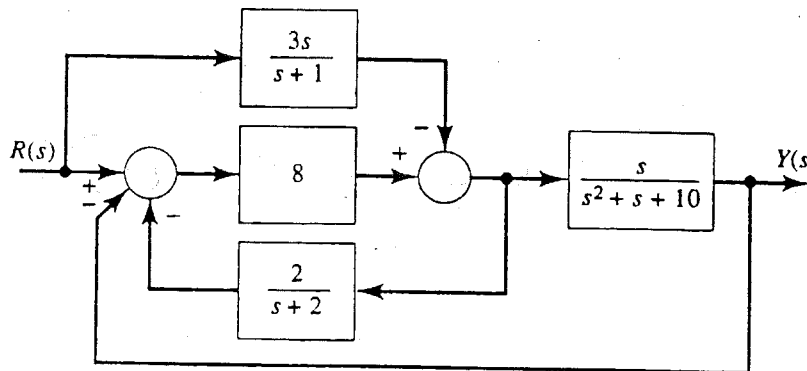 3s
s + 1
−
R(s)
+
−
8
+
s
s² + s + 10
Y(s
−
2
s + 2